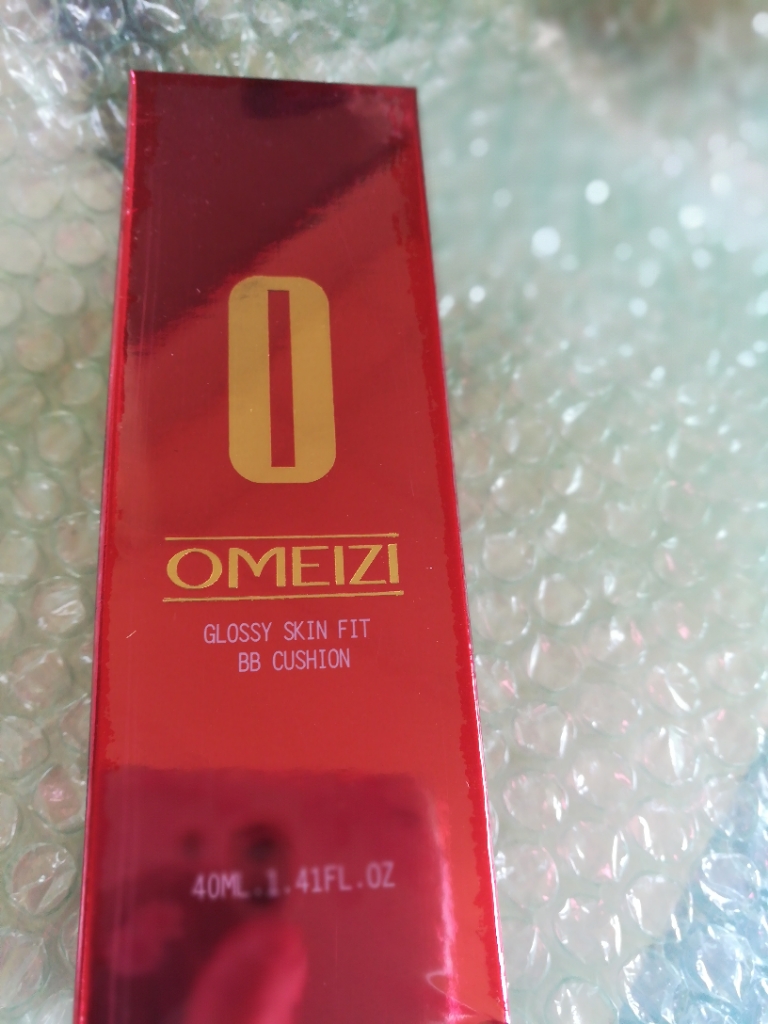 O
OMEIZI
GLOSSY SKIN FIT
BB CUSHION
40ML.1.41FL.OZ